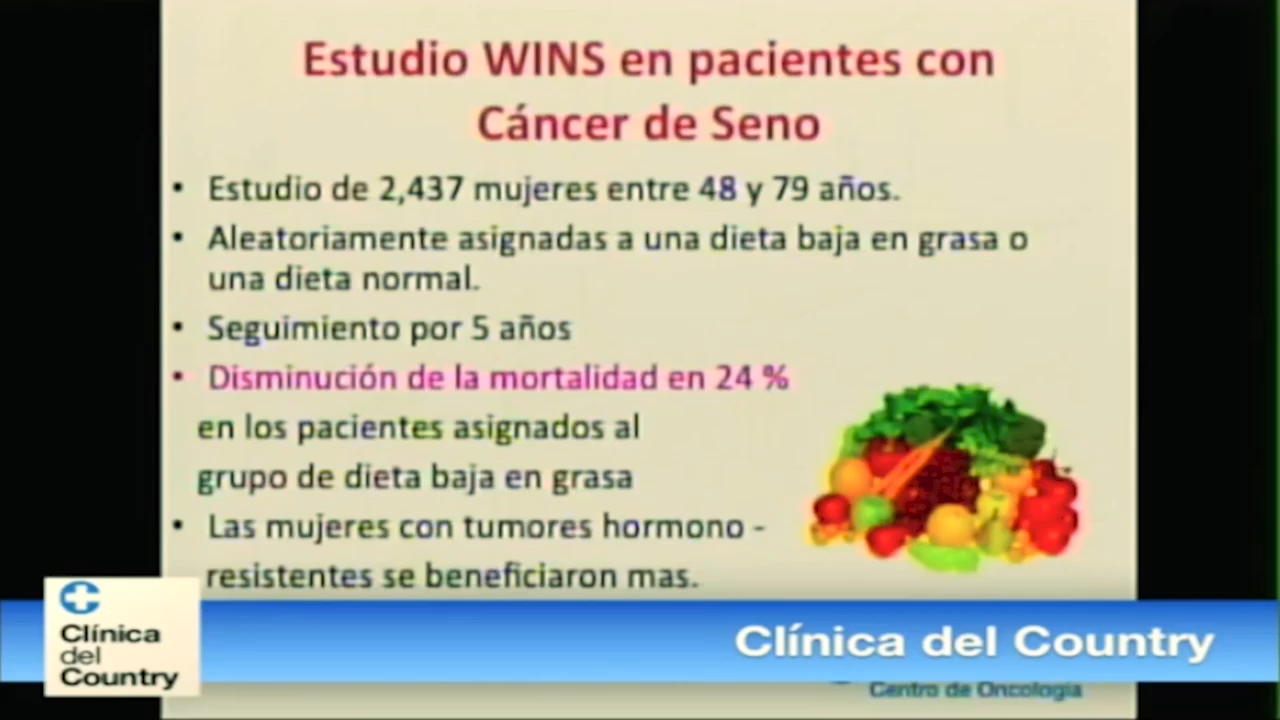 Estudio WINS en pacientes con
Cáncer de Seno
• Estudio de 2,437 mujeres entre 48 y 79 años.
• Aleatoriamente asignadas a una dieta baja en grasa o
una dieta normal.
• Seguimiento por 5 años
• Disminución de la mortalidad en 24 %
en los pacientes asignados al
grupo de dieta baja en grasa
• Las mujeres con tumores hormono -
resistentes se beneficiaron mas.
Clínica
del
Country
Clínica del Country
Centro de Oncología